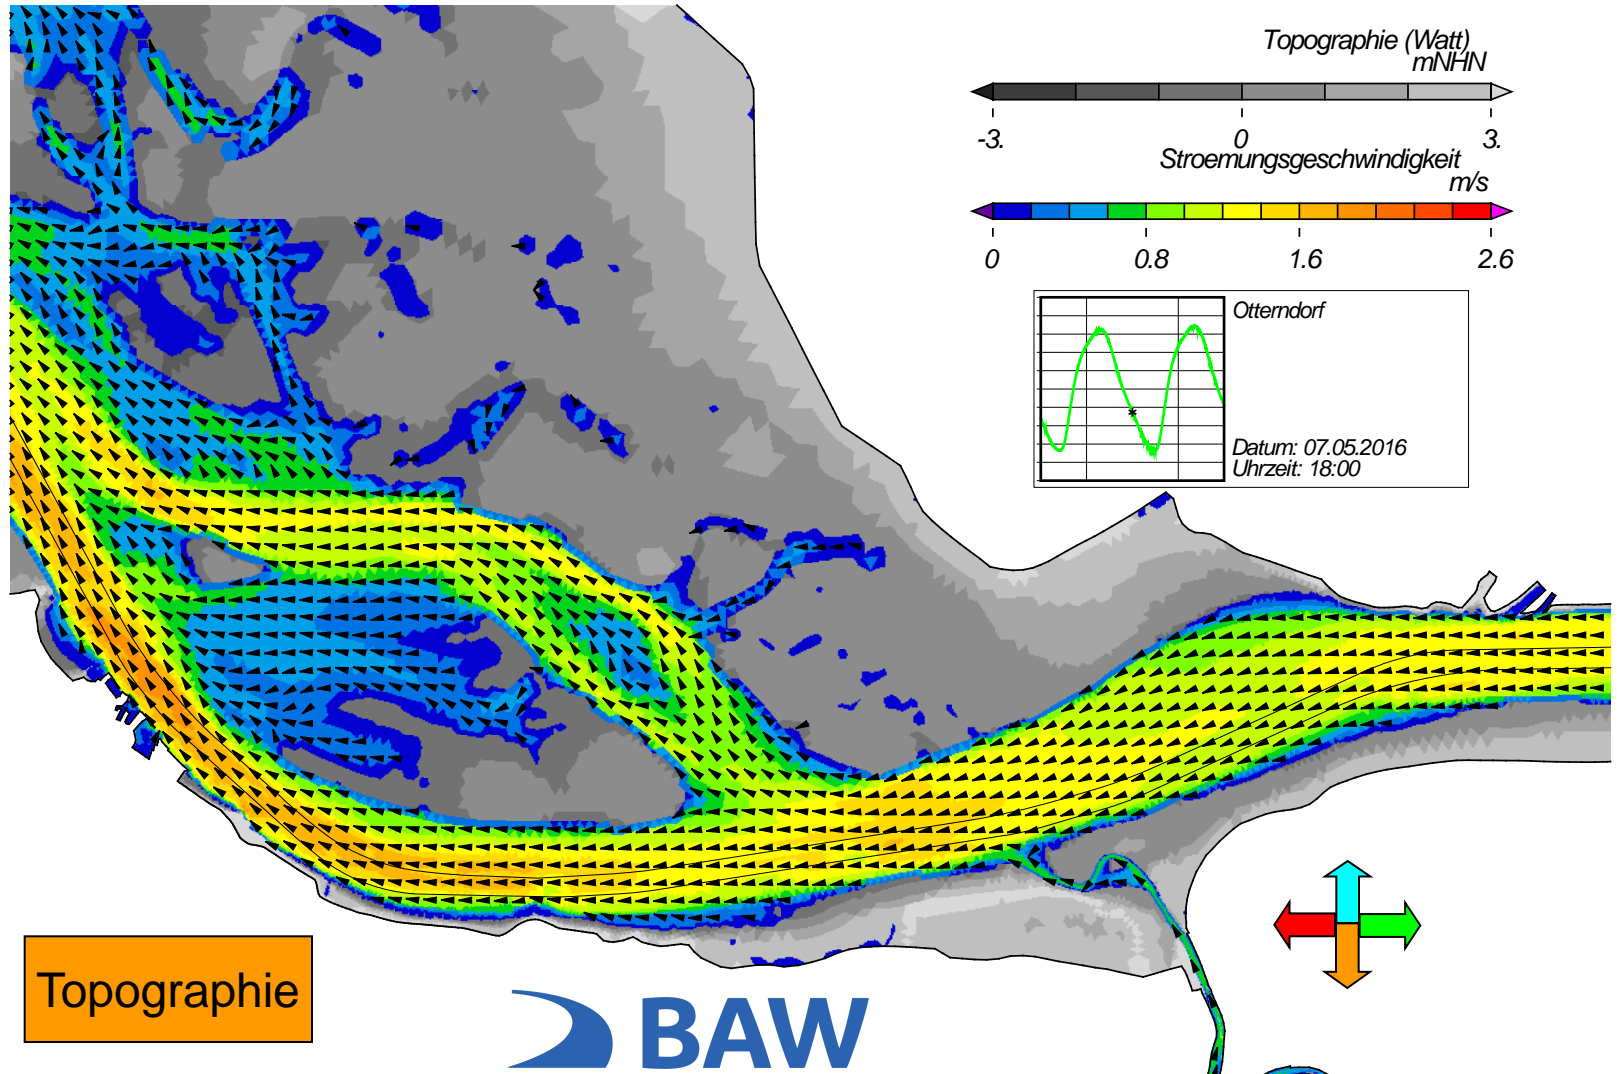 Topographie (Watt)
mNHN
-3. 0 3.
Stroemungsgeschwindigkeit
m/s
0 0.8 1.6 2.6
Otterndorf
Datum: 07.05.2016
Uhrzeit: 18:00
Topographie
BAW